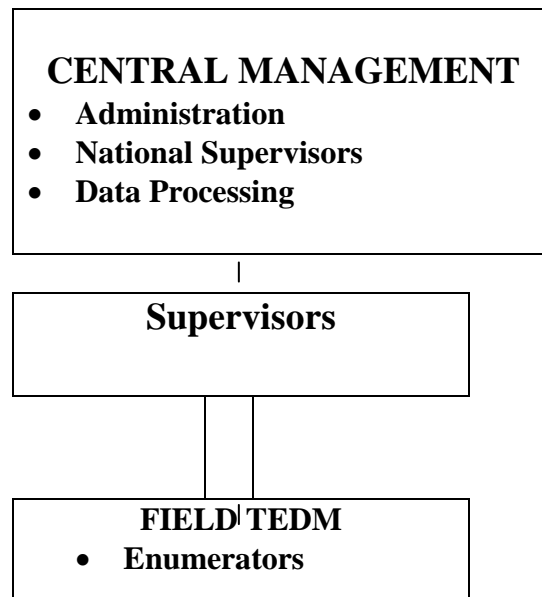 CENTRAL MANAGEMENT
• Administration
• National Supervisors
• Data Processing
Supervisors
FIELD TEDM
• Enumerators